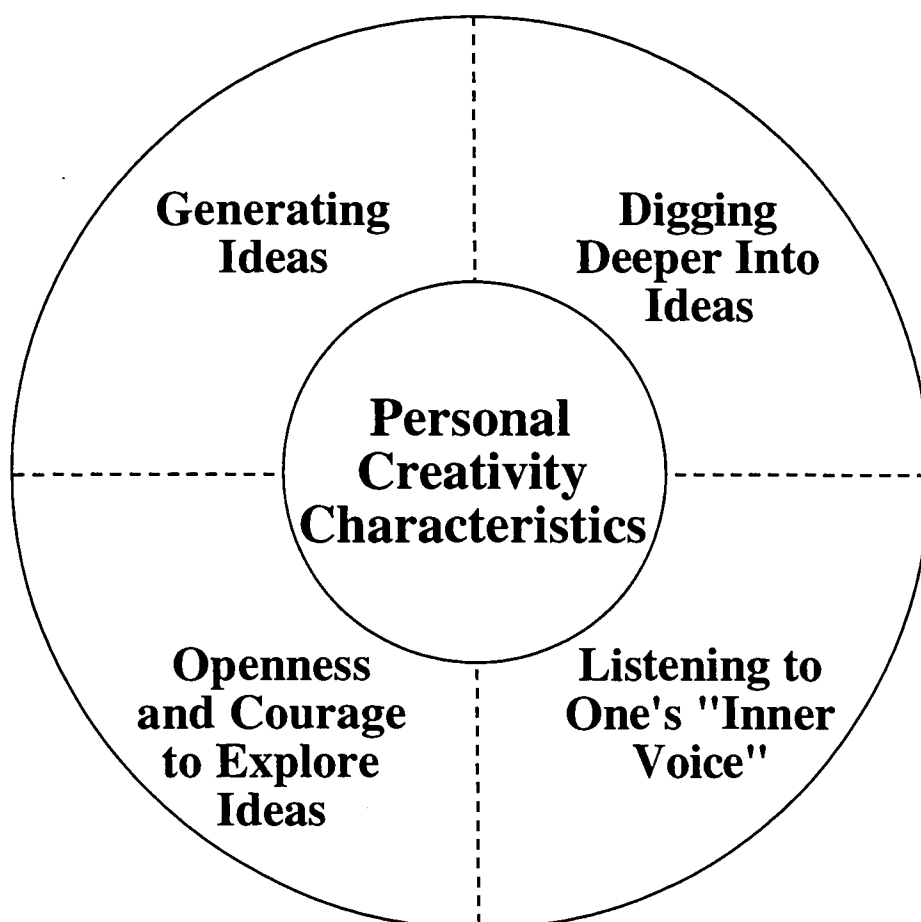 Generating
Ideas
Digging
Deeper Into
Ideas
Personal
Creativity
Characteristics
Openness
and Courage
to Explore
Ideas
Listening to
One's "Inner
Voice"